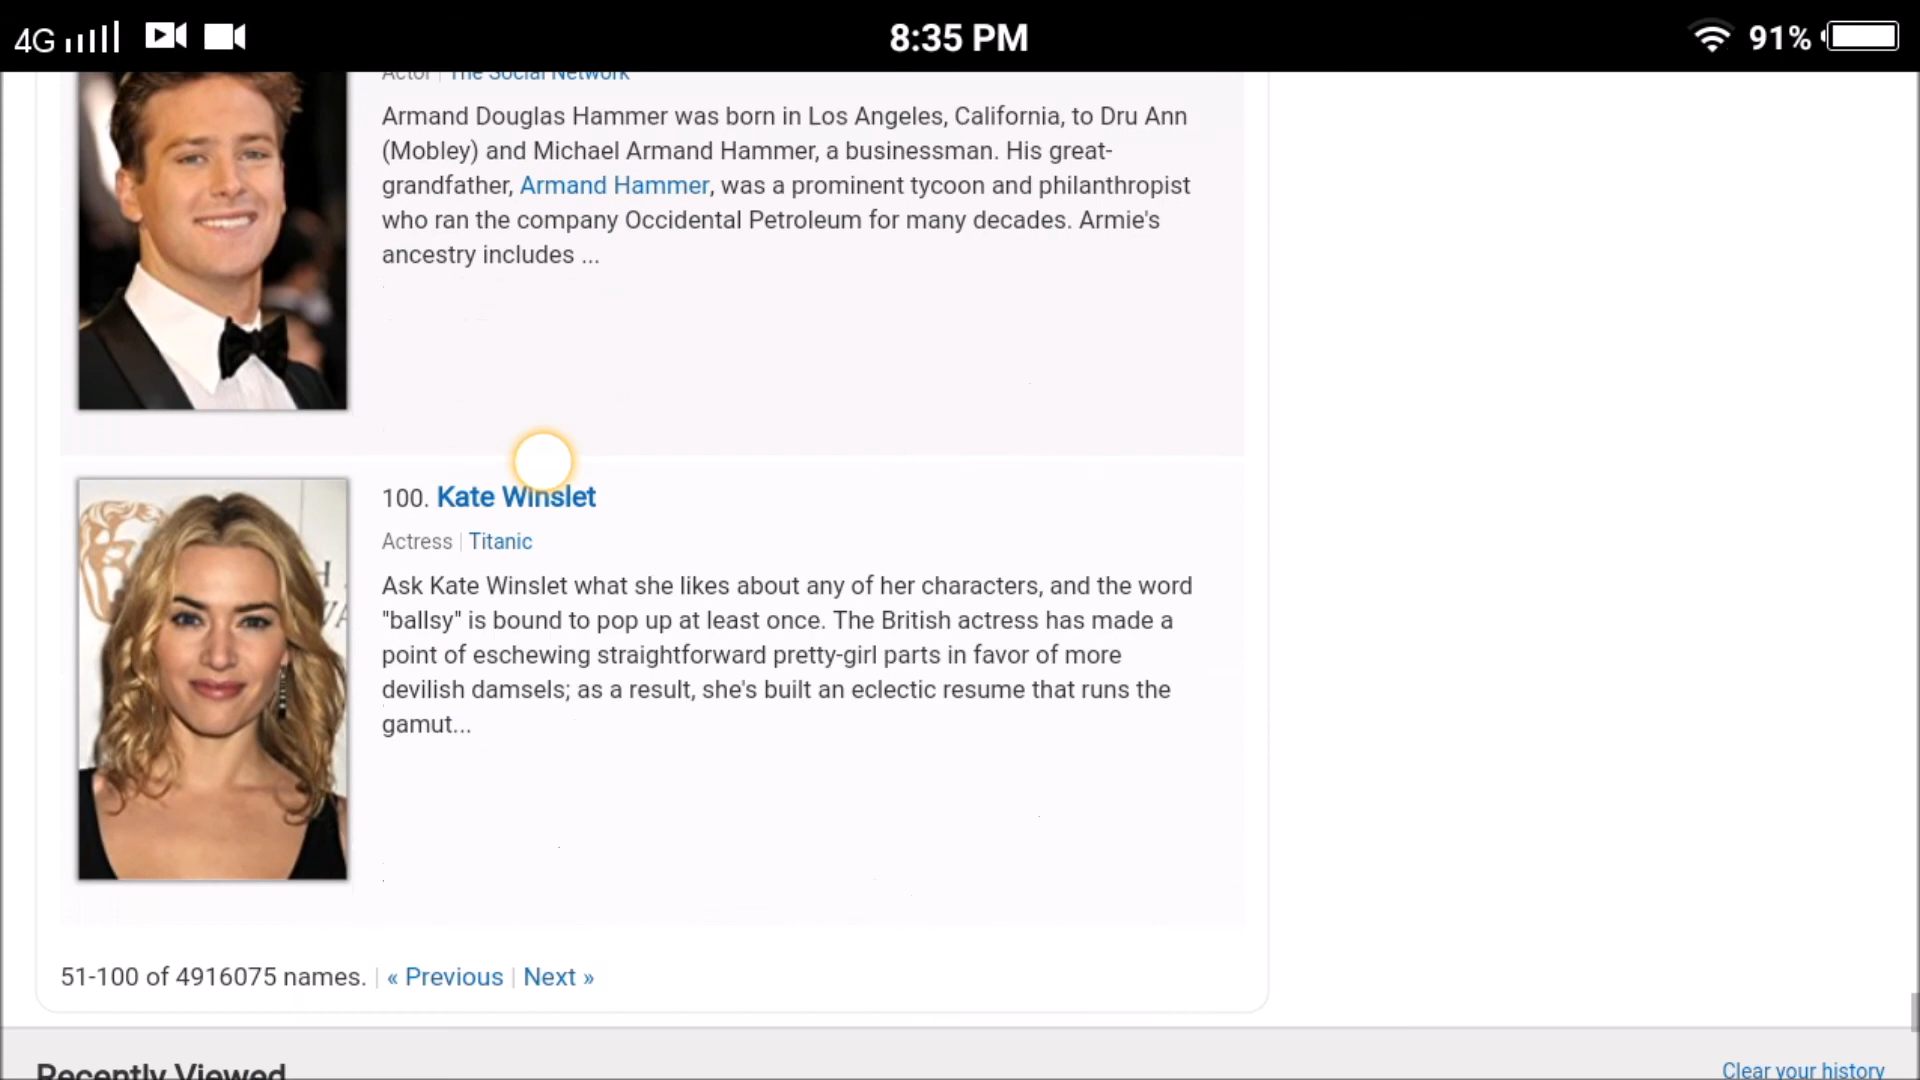 4G 8:35 PM 91%
Actor | The Social Network
Armand Douglas Hammer was born in Los Angeles, California, to Dru Ann
(Mobley) and Michael Armand Hammer, a businessman. His great-
grandfather, Armand Hammer, was a prominent tycoon and philanthropist
who ran the company Occidental Petroleum for many decades. Armie's
ancestry includes ...
100. Kate Winslet
Actress | Titanic
Ask Kate Winslet what she likes about any of her characters, and the word
"ballsy" is bound to pop up at least once. The British actress has made a
point of eschewing straightforward pretty-girl parts in favor of more
devilish damsels; as a result, she's built an eclectic resume that runs the
gamut...
51-100 of 4916075 names. | « Previous | Next »
Recently Viewed
Clear your history